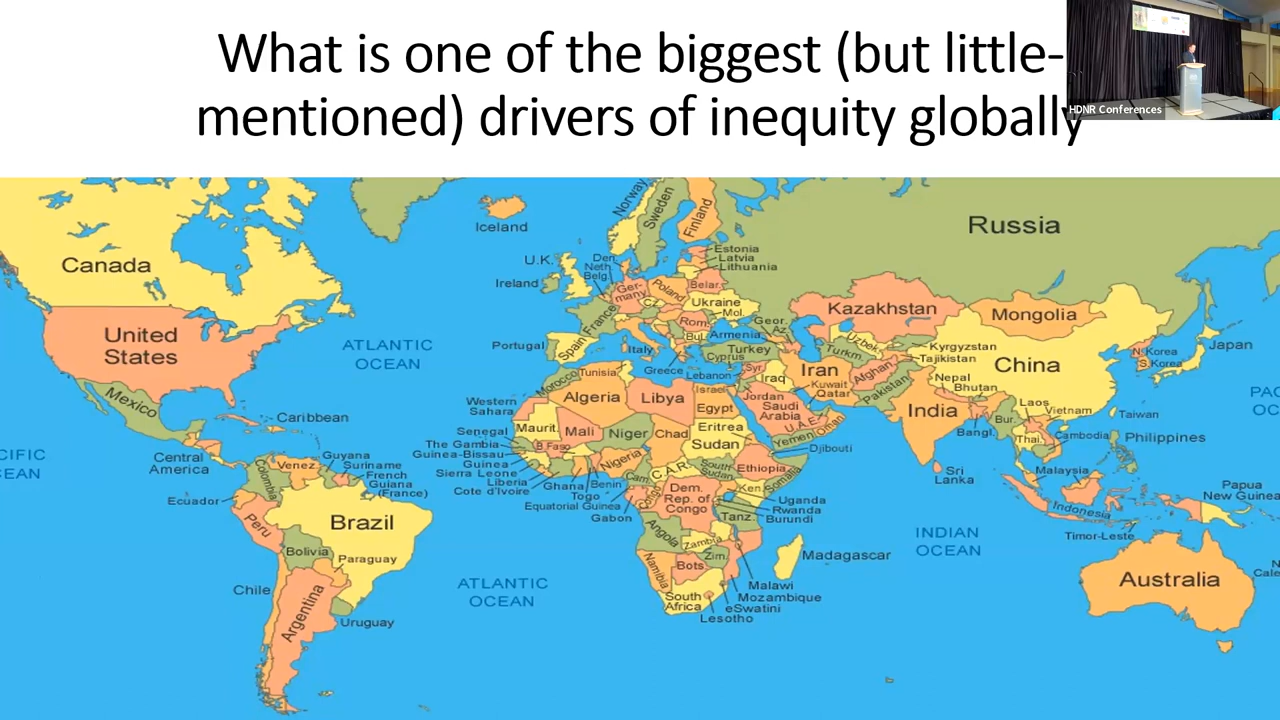 What is one of the biggest (but little-
mentioned) drivers of inequity globally
HDNR Conferences
Norway
Sweden
Finland
Russia
Iceland
Canada
U.K.
Ireland
Den.
Neth.
Belg.
Estonia
Latvia
Lithuania
Ger-
many
Poland
Belar.
Cz.
Ukraine
Mol.
Kazakhstan
Mongolia
United
States
ATLANTIC
OCEAN
Portugal
Spain
France
Italy
Rom.
Bul.
Greece
Geor.
Armenia
Az.
Turkey
Cyprus
Lebanon
Syr.
Uzbek.
Turkm.
Kyrgyzstan
Tajikistan
China
N. Korea
S. Korea
Japan
Mexico
Caribbean
Morocco
Tunisia
Algeria
Libya
Egypt
Israel
Jordan
Iraq
Iran
Kuwait
Qatar
Afghan.
Pakistan
Nepal
Bhutan
India
Saudi
Arabia
U.A.E.
Oman
Yemen
Western
Sahara
Maurit.
Mali
Niger
Chad
Eritrea
Sudan
Djibouti
Bangl.
Bur.
Laos
Vietnam
Thai.
Cambodia
Taiwan
Philippines
PAC
OC
CIFIC
EAN
Central
America
Senegal
The Gambia
Guinea-Bissau
Guinea
Sierra Leone
Liberia
Cote d'Ivoire
B.Faso
Ghana
Togo
Benin
Nigeria
Cam.
C.A.R.
South
Sudan
Ethiopia
Somalia
Equatorial Guinea
Gabon
Congo
Dem.
Rep. of
Congo
Ken.
Uganda
Rwanda
Burundi
Tanz.
Sri
Lanka
Malaysia
Indonesia
Papua
New Guinea
Timor-Leste
Guyana
Suriname
French
Guiana
(France)
Venez.
Colombia
Ecuador
Peru
Brazil
Bolivia
Paraguay
Chile
Argentina
Uruguay
ATLANTIC
OCEAN
Angola
Zambia
Zim.
Namibia
Bots.
South
Africa
Malawi
Mozambique
eSwatini
Lesotho
Madagascar
INDIAN
OCEAN
Australia
N
Cale